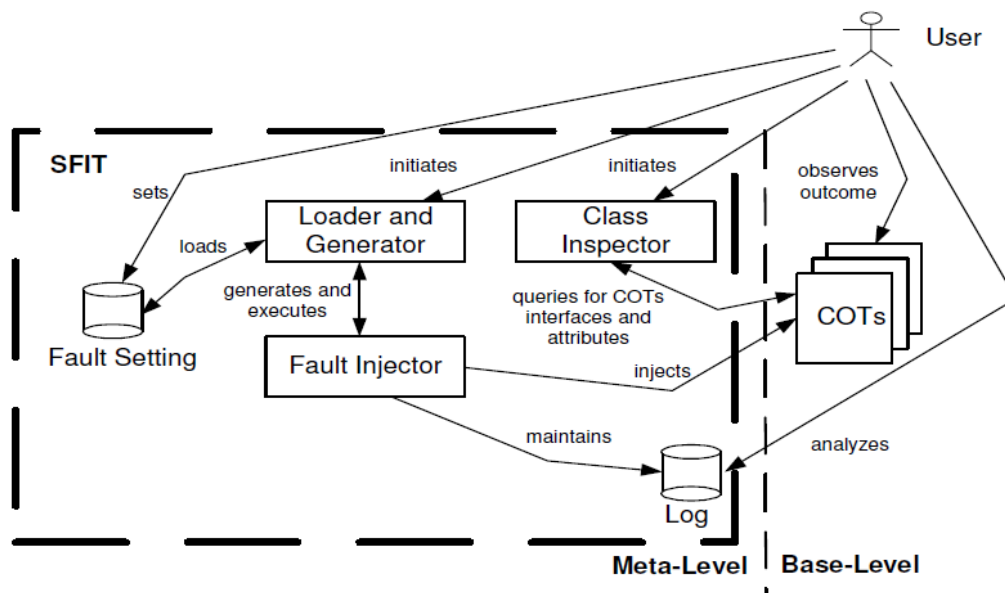 User
SFIT
initiates
initiates
sets
observes
outcome
Loader and
Generator
Class
Inspector
loads
generates and
executes
queries for COTs
interfaces and
attributes
COTs
Fault Setting
Fault Injector
injects
maintains
analyzes
Log
Meta-Level
Base-Level